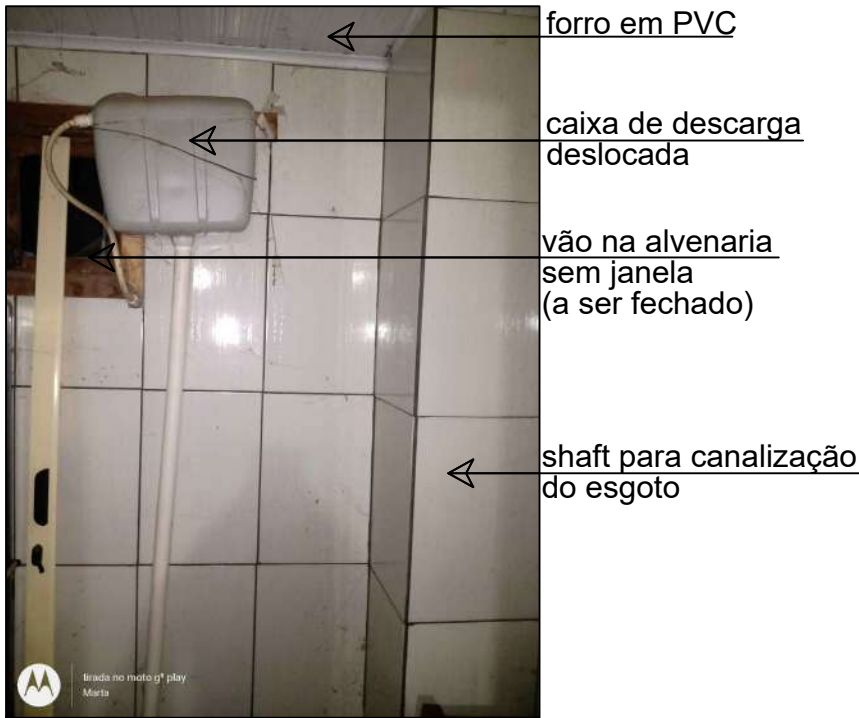 forro em PVC
caixa de descarga
deslocada
vão na alvenaria
sem janela
(a ser fechado)
shaft para canalização
do esgoto
tirada no moto g⁸ play
Marta